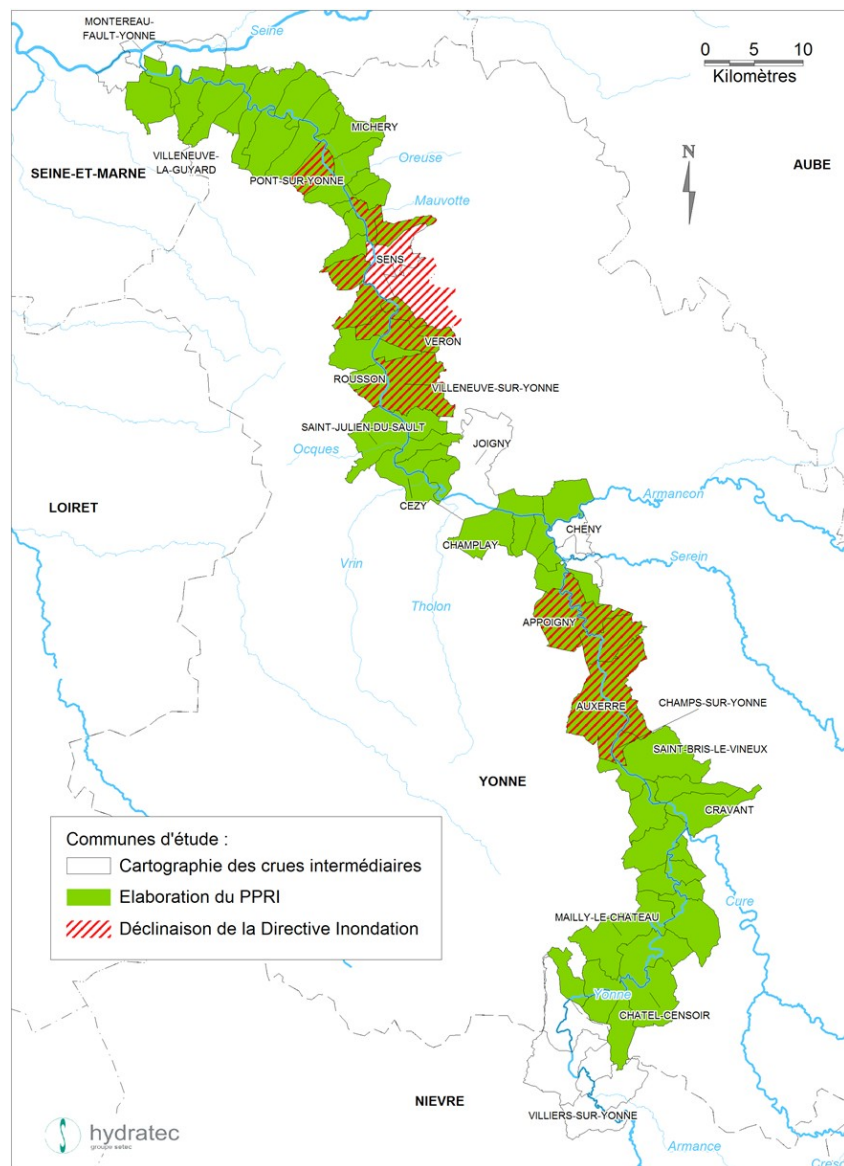 MONTEREAU-
FAULT-YONNE
Seine
0 5 10
Kilomètres
MICHERY
N
VILLENEUVE-
LA-GUYARD
Oreuse
AUBE
SEINE-ET-MARNE
PONT-SUR-YONNE
Mauvotte
SENS
VERON
ROUSSON
VILLENEUVE-SUR-YONNE
SAINT-JULIEN-DU-SAULT
JOIGNY
Ocques
Armancon
LOIRET
CEZY
CHENY
CHAMPLAY
Serein
Vrin
Tholon
APPOIGNY
CHAMPS-SUR-YONNE
AUXERRE
SAINT-BRIS-LE-VINEUX
YONNE
CRAVANT
Communes d'étude :
Cartographie des crues intermédiaires
Elaboration du PPRI
Déclinaison de la Directive Inondation
Cure
MAILLY-LE-CHATEAU
Yonne
CHATEL-CENSOIR
NIEVRE
VILLIERS-SUR-YONNE
hydratec
groupe setec
Armance
Cresc